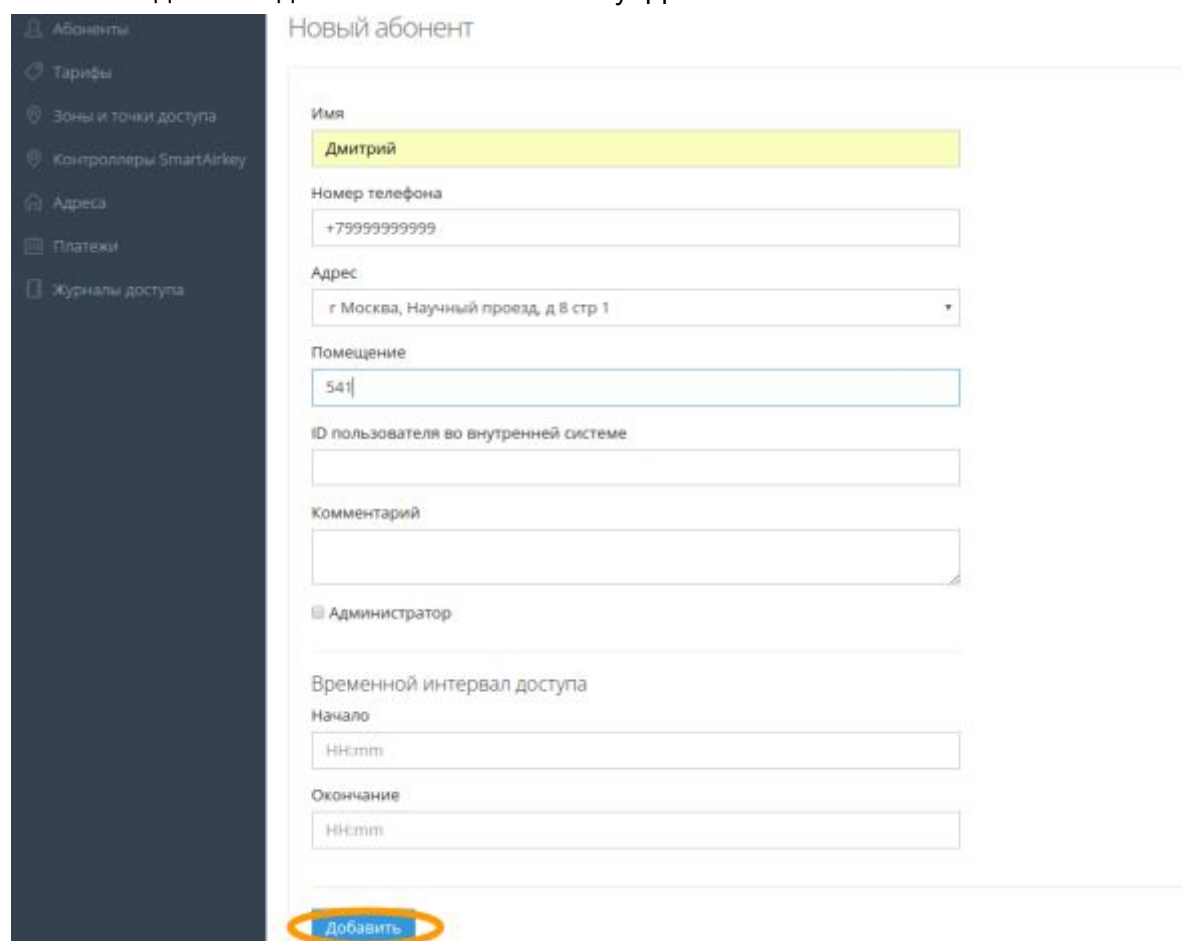 Абоненты
Тарифы
Зоны и точки доступа
Контроллеры SmartAirkey
Адреса
Платежи
Журналы доступа
Новый абонент
Имя
Дмитрий
Номер телефона
+79999999999
Адрес
г Москва, Научный проезд, д 8 стр 1
Помещение
541
ID пользователя во внутренней системе
Комментарий
Администратор
Временной интервал доступа
Начало
HH:mm
Окончание
HH:mm
Добавить